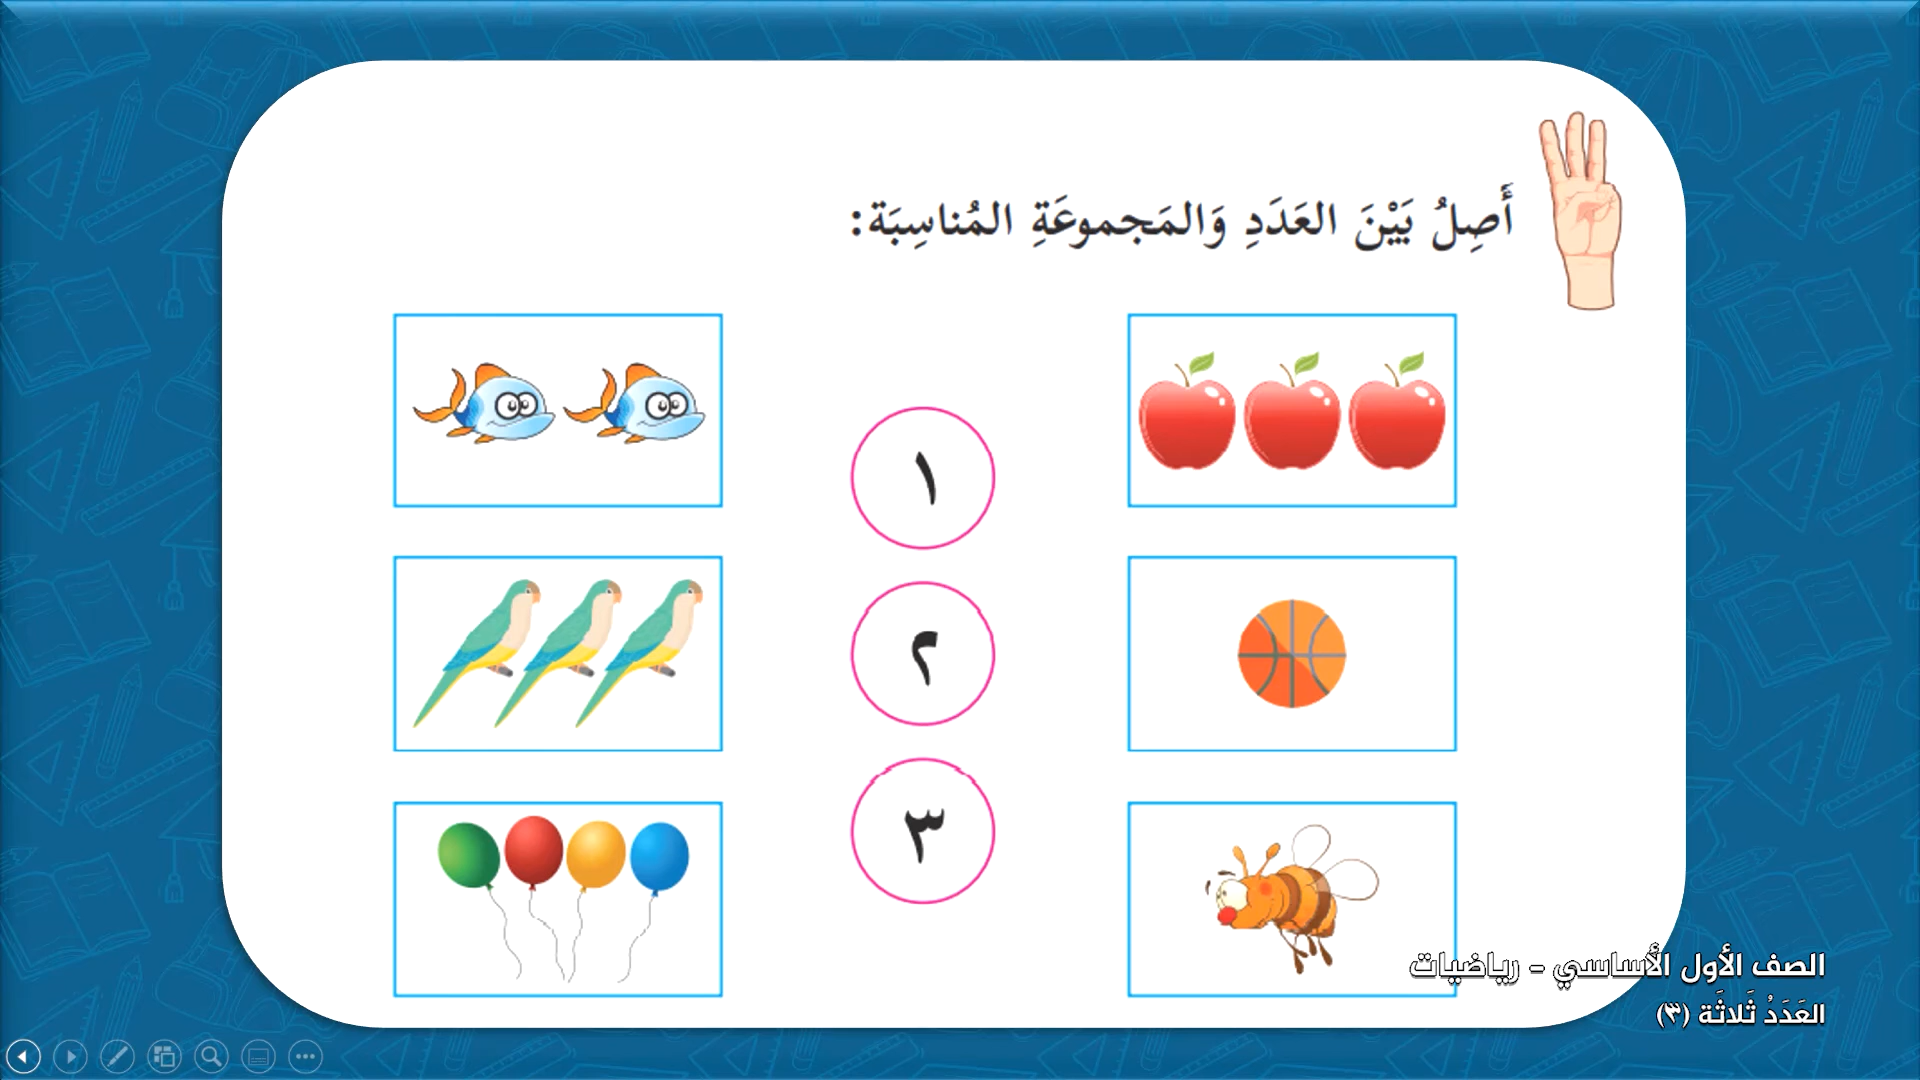 أَصِلُ بَيْنَ العَدَدِ وَالمَجموعَةِ المُناسِبَة:
١
٢
٣
الصف الأول الأساسي - رياضيات
العَدَدُ ثَلاثَة (٣)